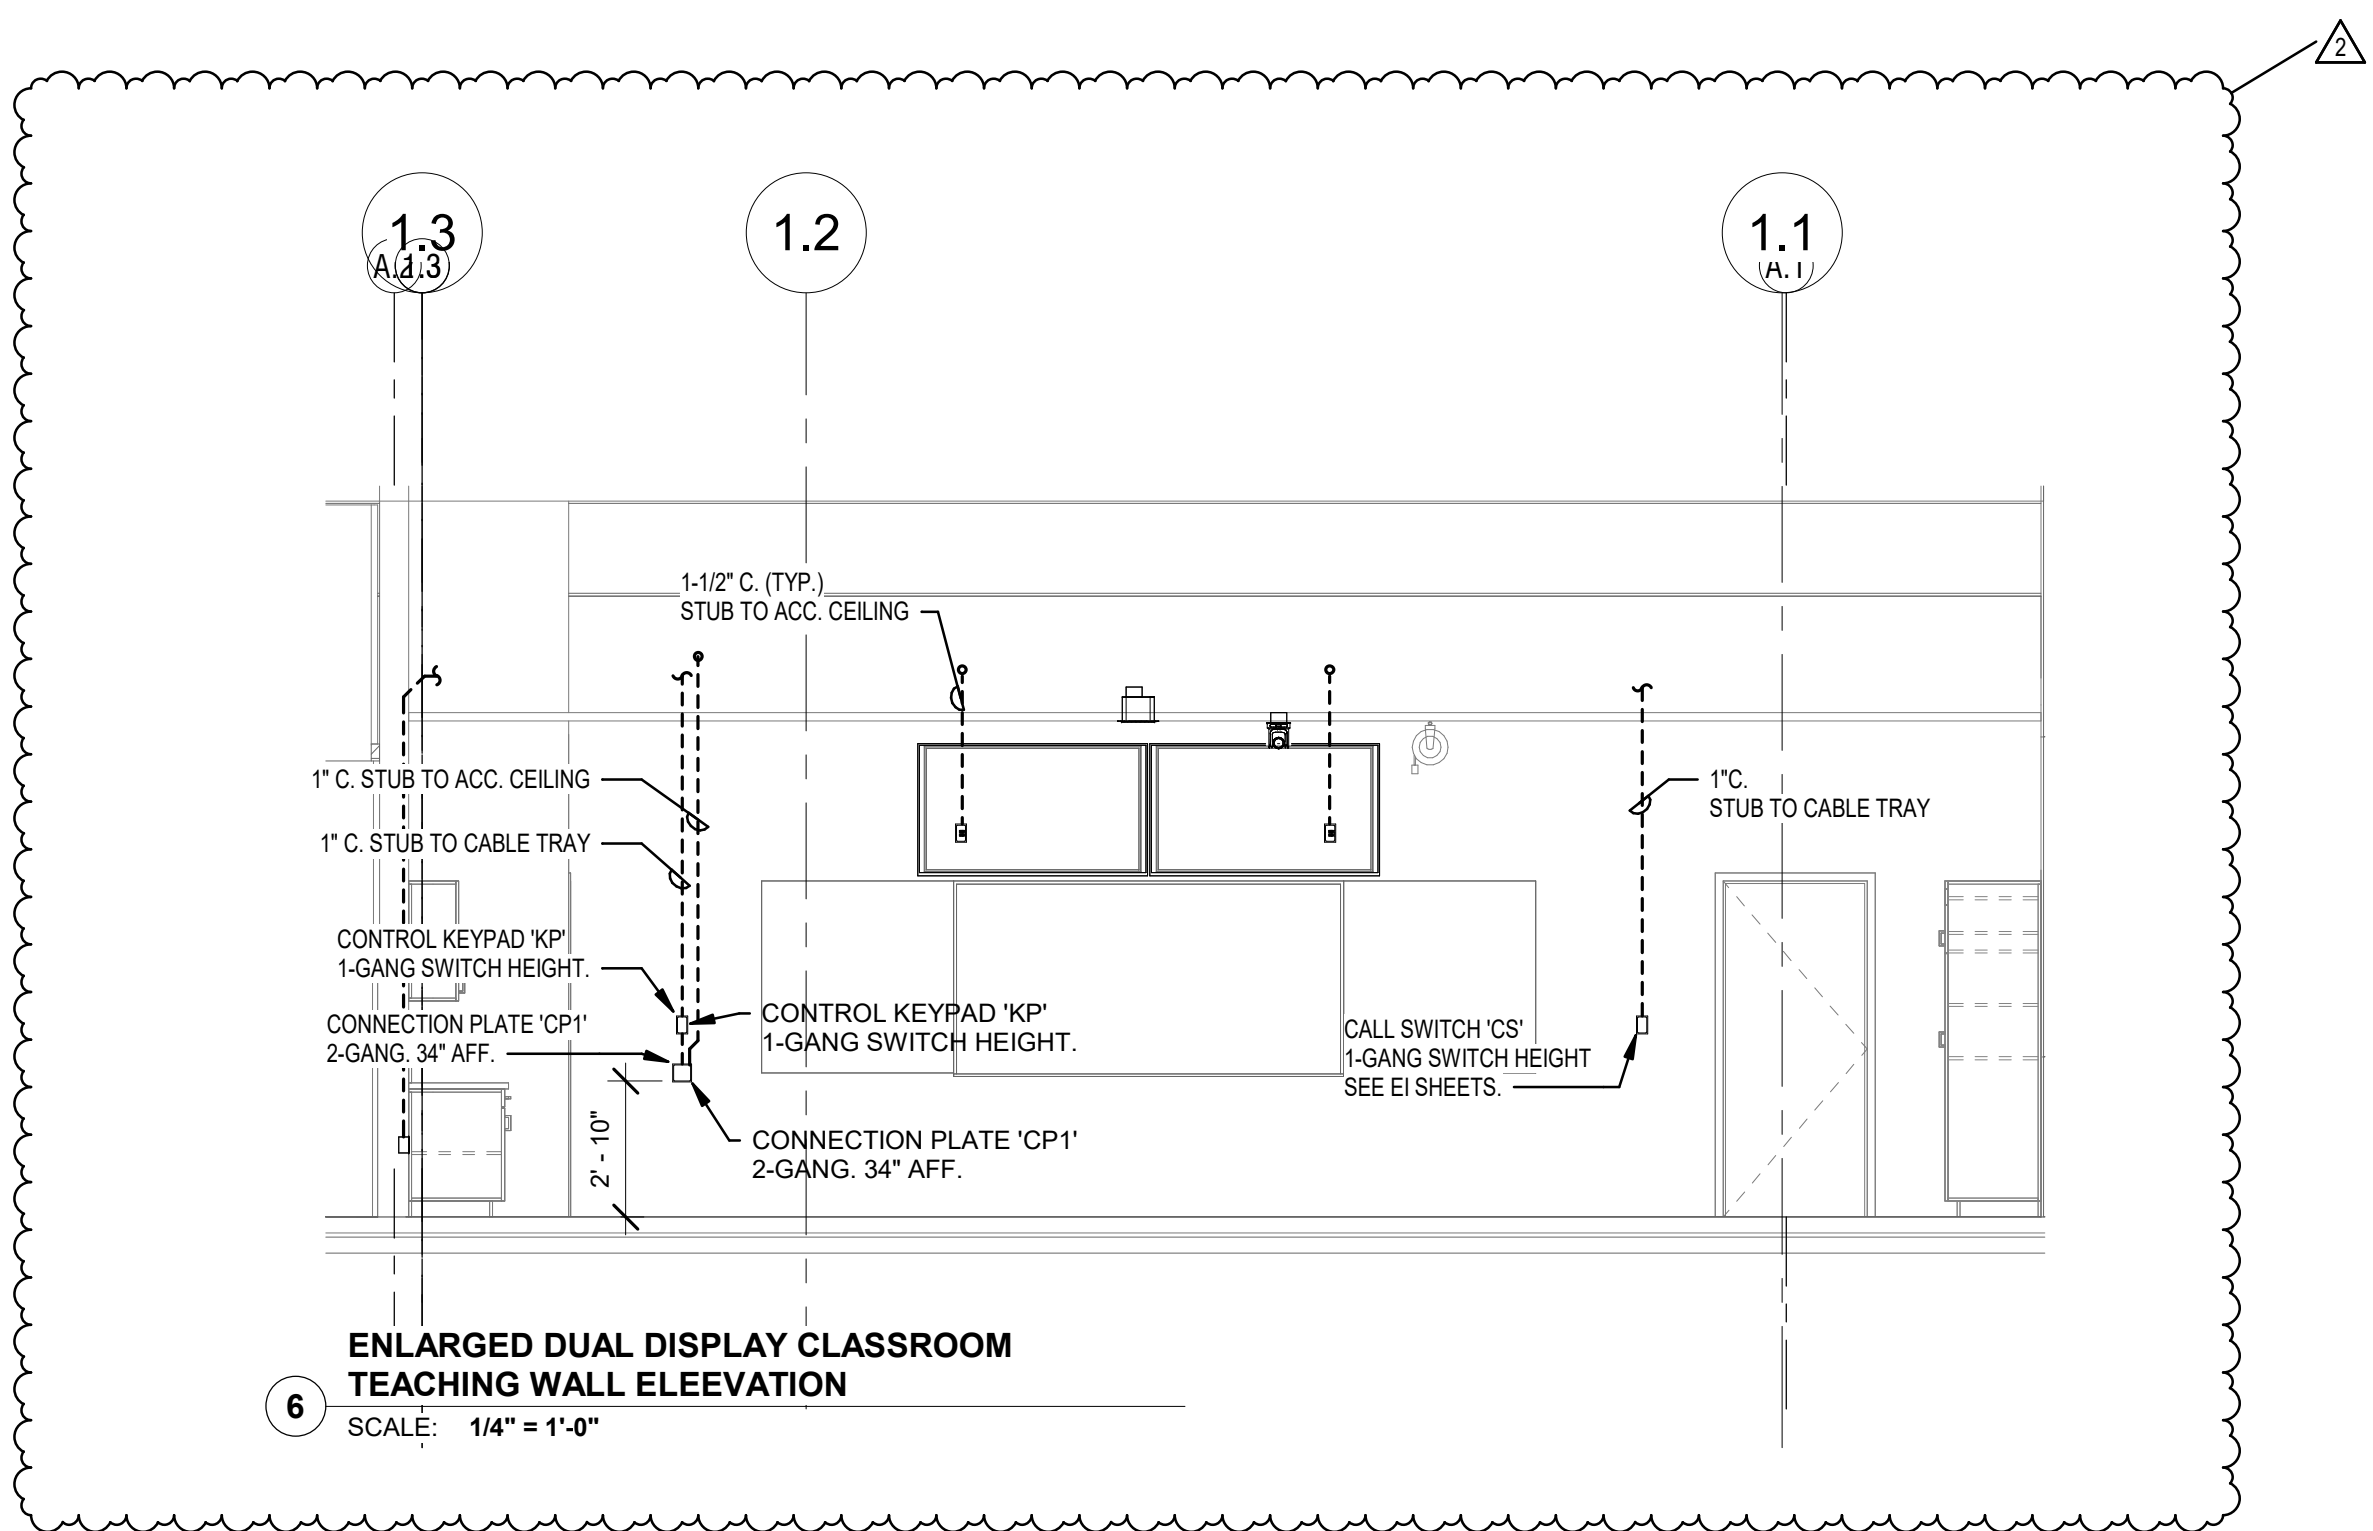 2
1.3
A.2
1.3
1.2
1.1
A.1
1-1/2" C. (TYP.)
STUB TO ACC. CEILING
1" C. STUB TO ACC. CEILING
1"C.
STUB TO CABLE TRAY
1" C. STUB TO CABLE TRAY
CONTROL KEYPAD 'KP'
1-GANG SWITCH HEIGHT.
CONTROL KEYPAD 'KP'
1-GANG SWITCH HEIGHT.
CONNECTION PLATE 'CP1'
2-GANG. 34" AFF.
CALL SWITCH 'CS'
1-GANG SWITCH HEIGHT
SEE EI SHEETS.
2' - 10"
CONNECTION PLATE 'CP1'
2-GANG. 34" AFF.
ENLARGED DUAL DISPLAY CLASSROOM
TEACHING WALL ELEEVATION
6
SCALE: 1/4" = 1'-0"